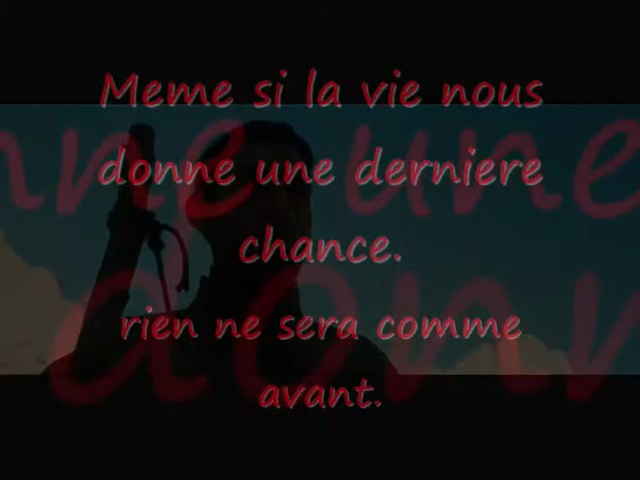 Meme si la vie nous
donne une derniere
chance.
rien ne sera comme
avant.